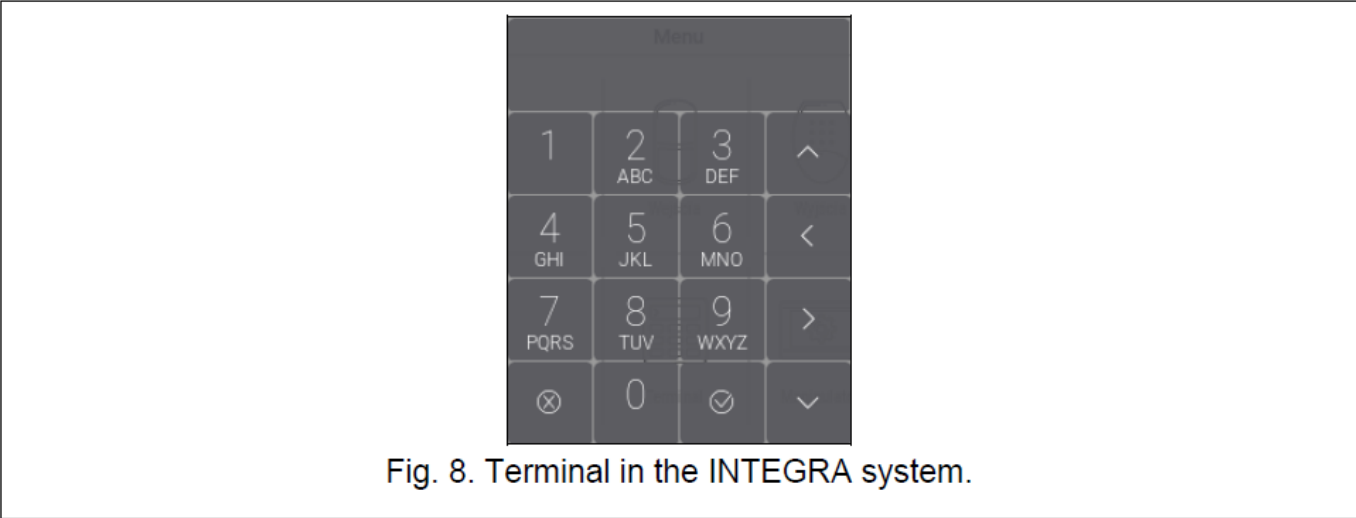 Menu
1 2 3
ABC DEF
4 5 6
GHI JKL MNO
7 8 9
PQRS TUV WXYZ
0
Fig. 8. Terminal in the INTEGRA system.